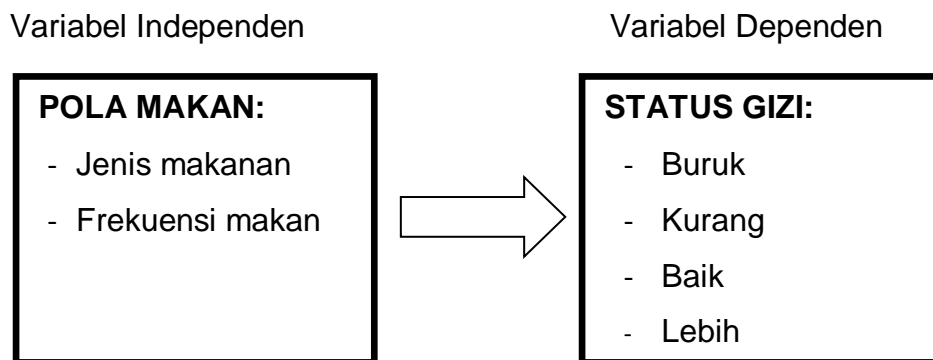 Variabel Independen
Variabel Dependen
POLA MAKAN:
- Jenis makanan
- Frekuensi makan
STATUS GIZI:
- Buruk
- Kurang
- Baik
- Lebih